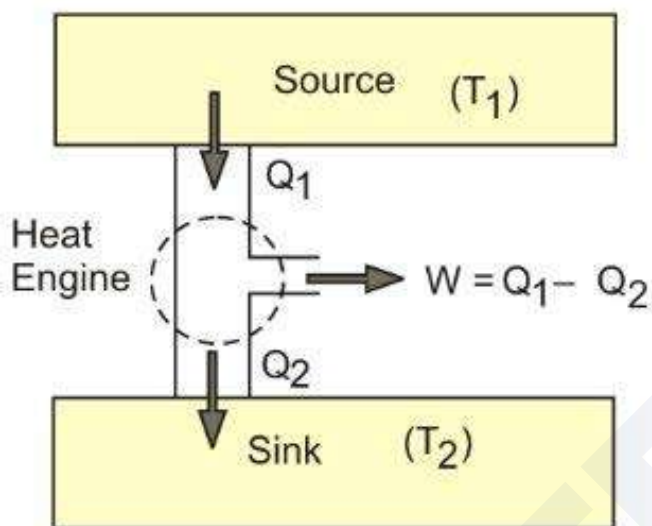 Source (T₁)
Q₁
Heat
Engine
W = Q₁ – Q₂
Q₂
Sink (T₂)